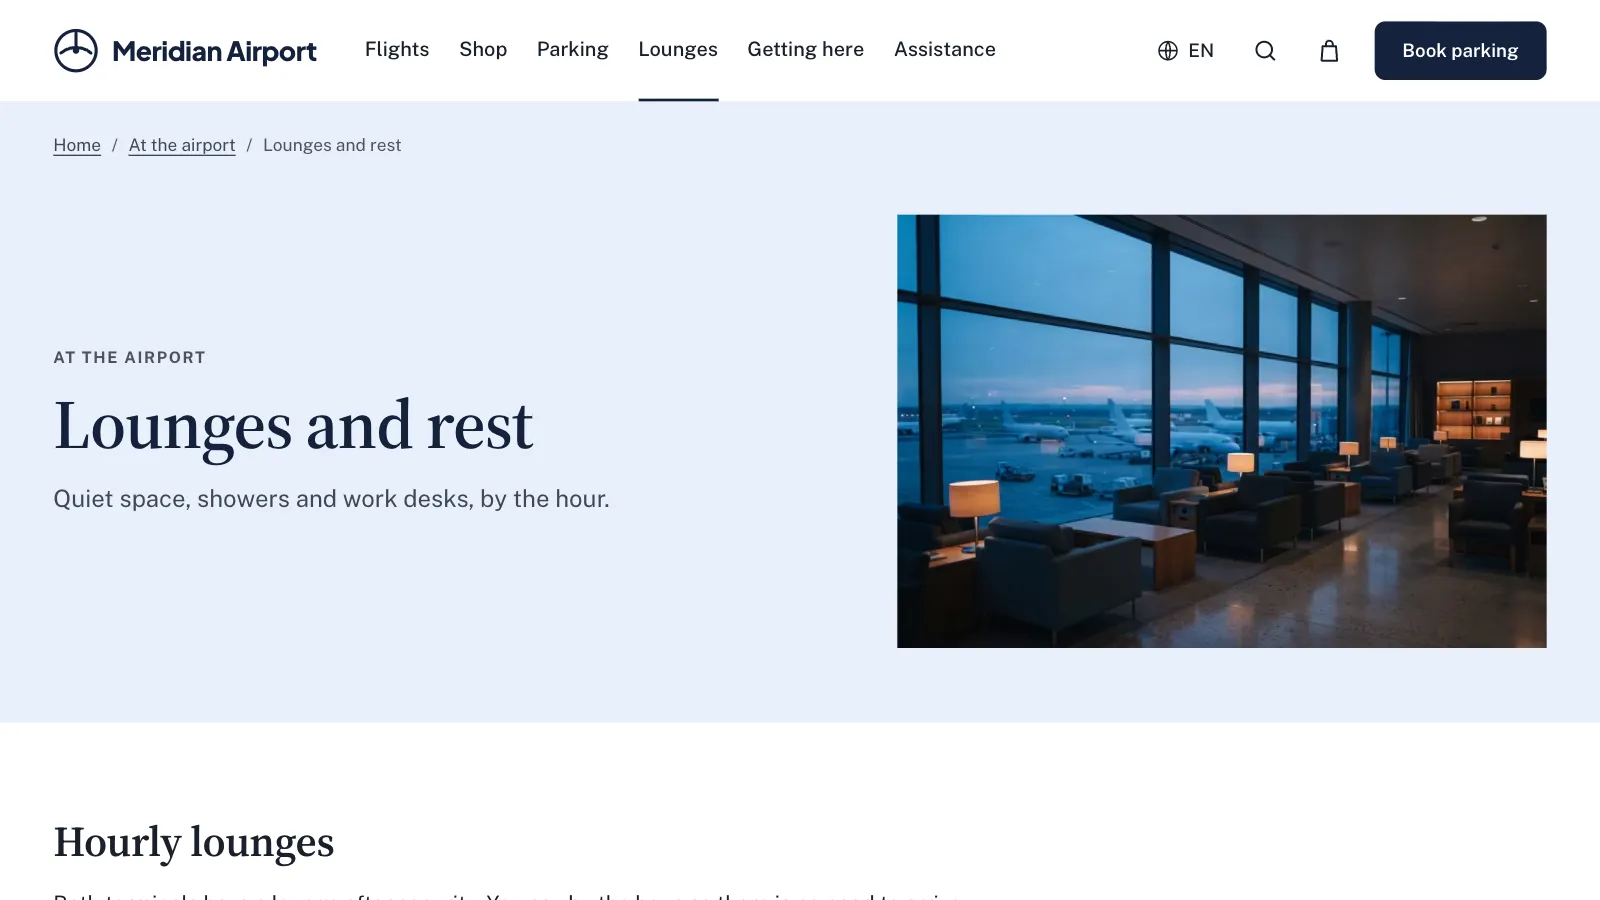 Meridian Airport
Flights
Shop
Parking
Lounges
Getting here
Assistance
EN
Book parking
Home / At the airport / Lounges and rest
AT THE AIRPORT
Lounges and rest
Quiet space, showers and work desks, by the hour.
Hourly lounges